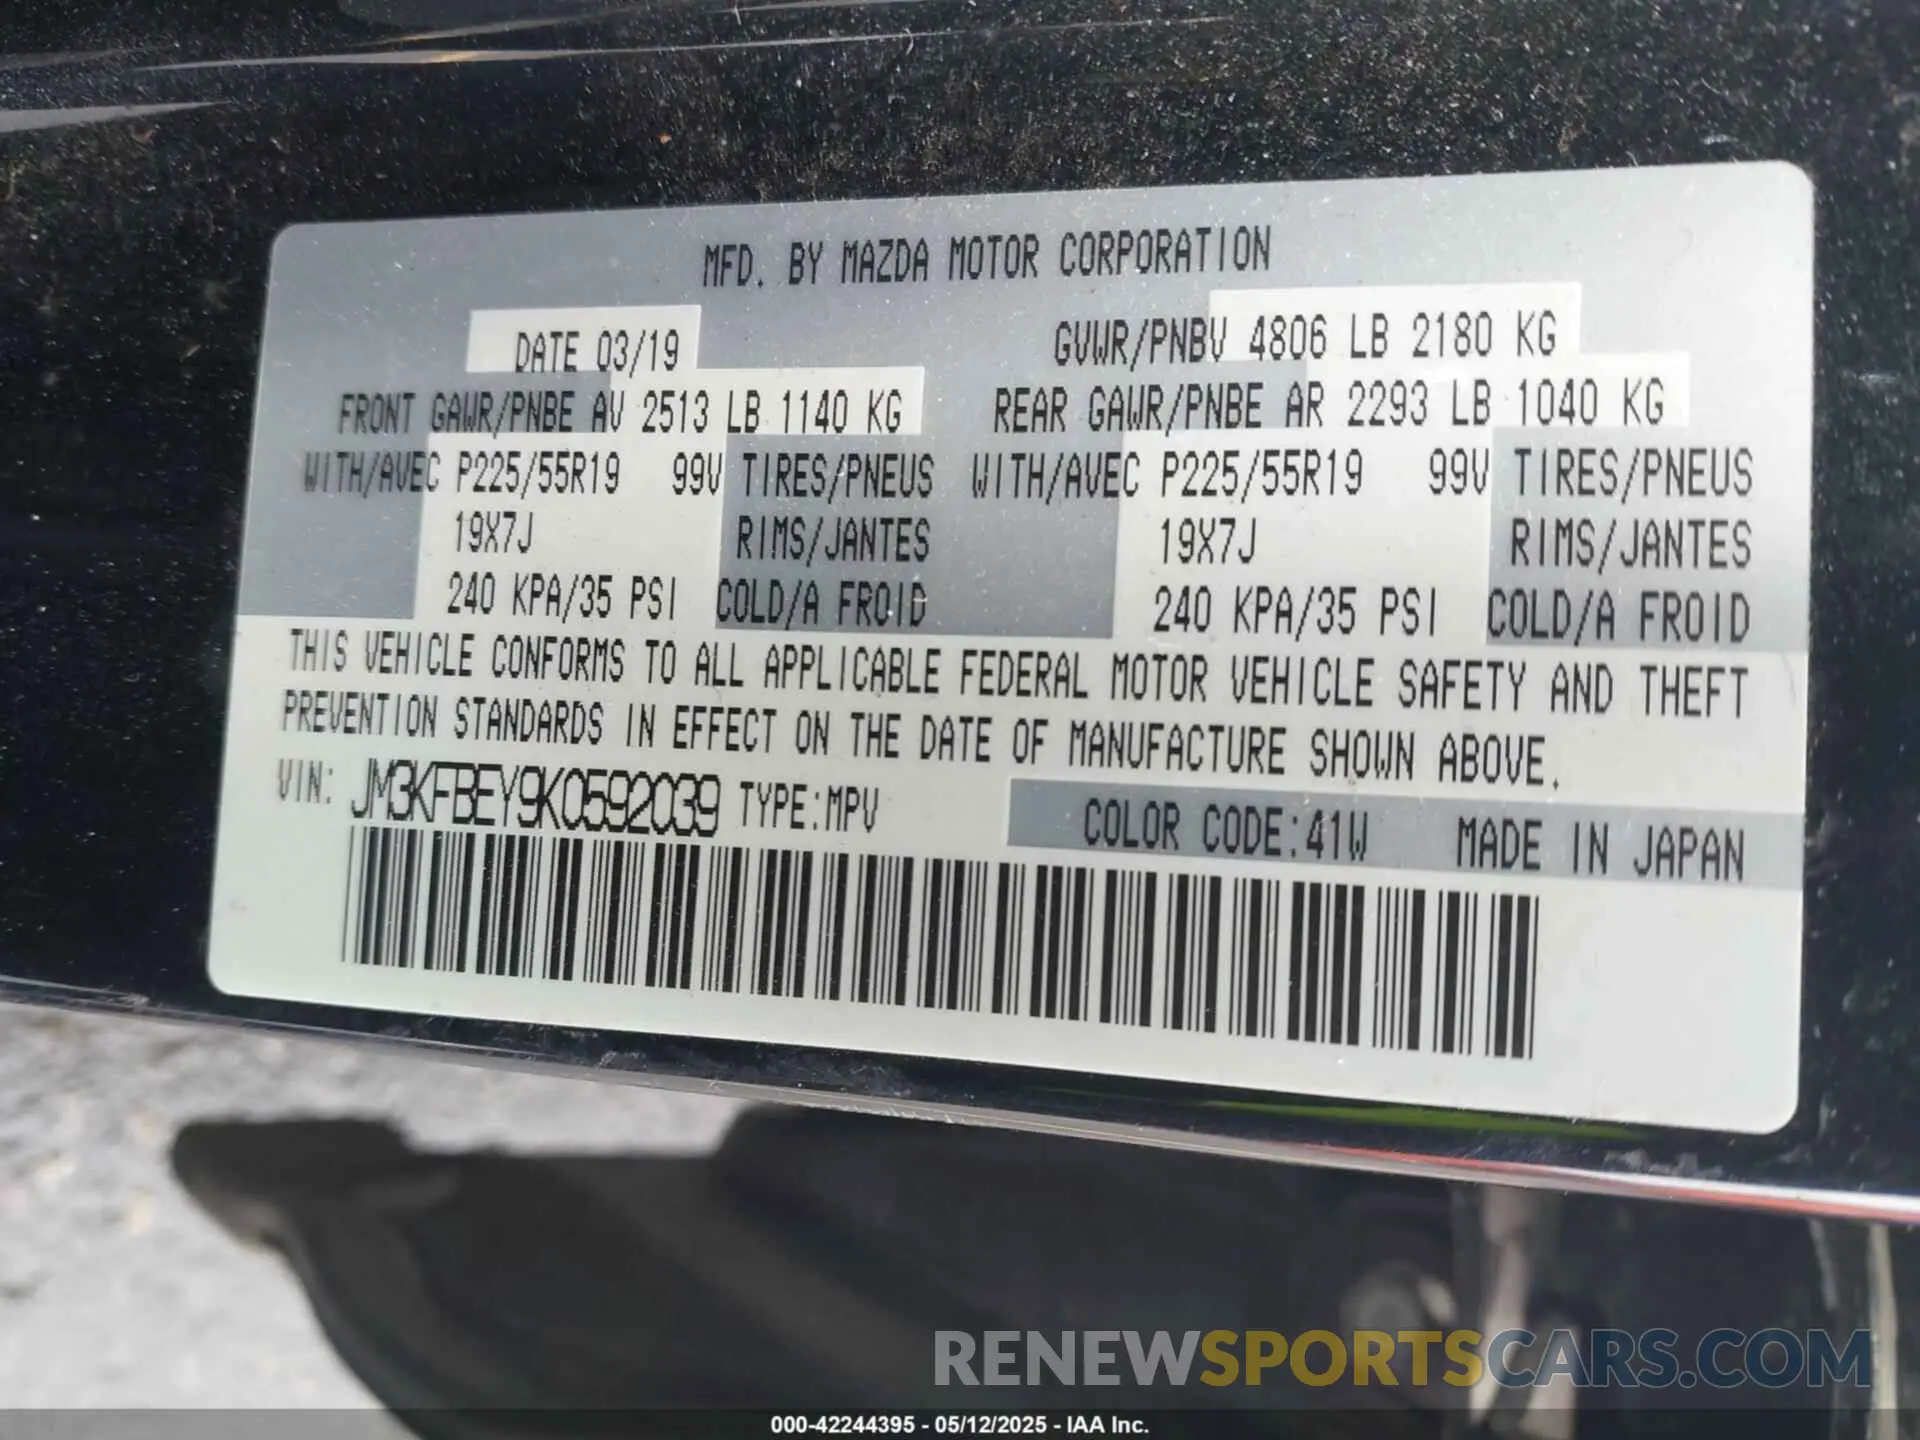 MFD. BY MAZDA MOTOR CORPORATION
DATE 03/19 GVWR/PNBV 4806 LB 2180 KG
FRONT GAWR/PNBE AV 2513 LB 1140 KG REAR GAWR/PNBE AR 2293 LB 1040 KG
WITH/AVEC P225/55R19 99V TIRES/PNEUS WITH/AVEC P225/55R19 99V TIRES/PNEUS
19X7J RIMS/JANTES 19X7J RIMS/JANTES
240 KPA/35 PSI COLD/A FROID 240 KPA/35 PSI COLD/A FROID
THIS VEHICLE CONFORMS TO ALL APPLICABLE FEDERAL MOTOR VEHICLE SAFETY AND THEFT
PREVENTION STANDARDS IN EFFECT ON THE DATE OF MANUFACTURE SHOWN ABOVE.
VIN: JM3KFBEY9K0592039 TYPE:MPV COLOR CODE:41W MADE IN JAPAN
RENEWSPORTSCARS.COM
000-42244395 - 05/12/2025 - IAA Inc.